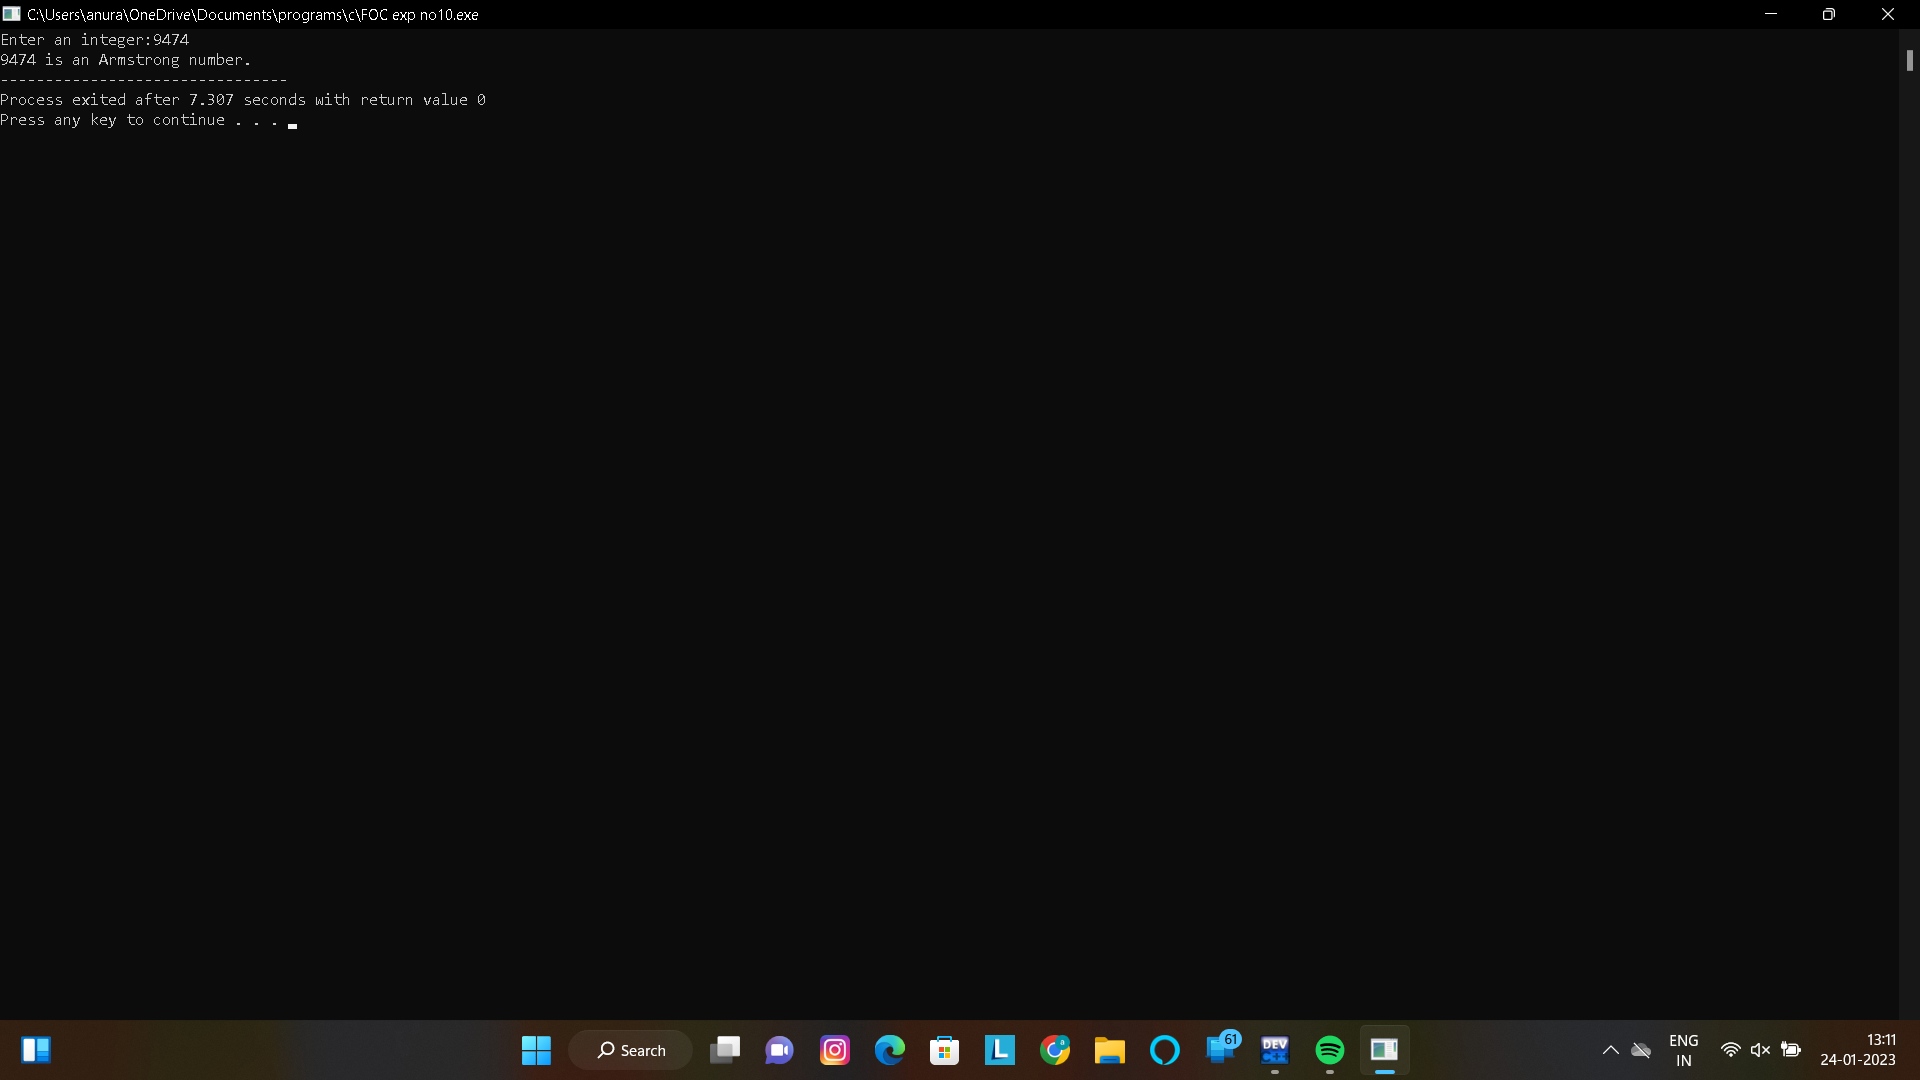 C:\Users\anura\OneDrive\Documents\programs\c\FOC exp no10.exe
Enter an integer:9474
9474 is an Armstrong number.
--------------------------------
Process exited after 7.307 seconds with return value 0
Press any key to continue . . .
Search
L
a
61
DEV
C++
ENG
IN
13:11
24-01-2023